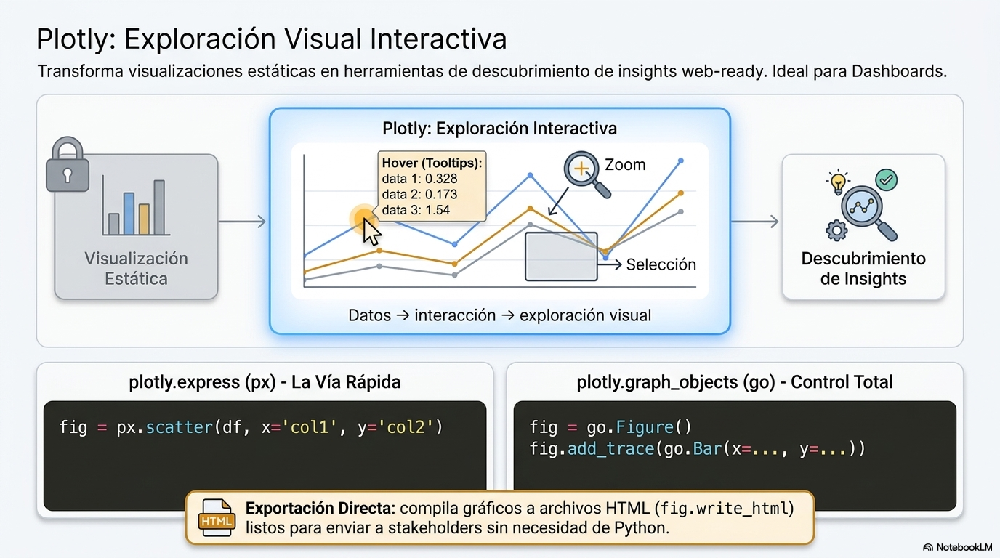 Plotly: Exploración Visual Interactiva
Transforma visualizaciones estáticas en herramientas de descubrimiento de insights web-ready. Ideal para Dashboards.
Visualización
Estática
Plotly: Exploración Interactiva
Hover (Tooltips):
data 1: 0.328
data 2: 0.173
data 3: 1.54
Zoom
Selección
Datos → interacción → exploración visual
Descubrimiento
de Insights
plotly.express (px) - La Vía Rápida
fig = px.scatter(df, x='col1', y='col2')
plotly.graph_objects (go) - Control Total
fig = go.Figure()
fig.add_trace(go.Bar(x=..., y=...))
HTML
Exportación Directa: compila gráficos a archivos HTML (fig.write_html)
listos para enviar a stakeholders sin necesidad de Python.
NotebookLM